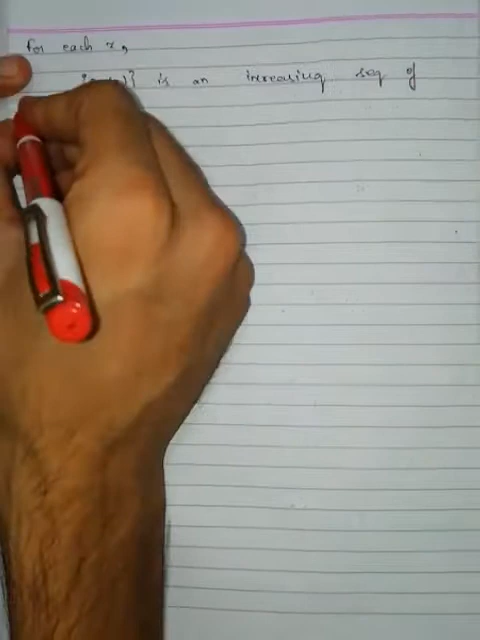 For each x,
is an increasing seq of